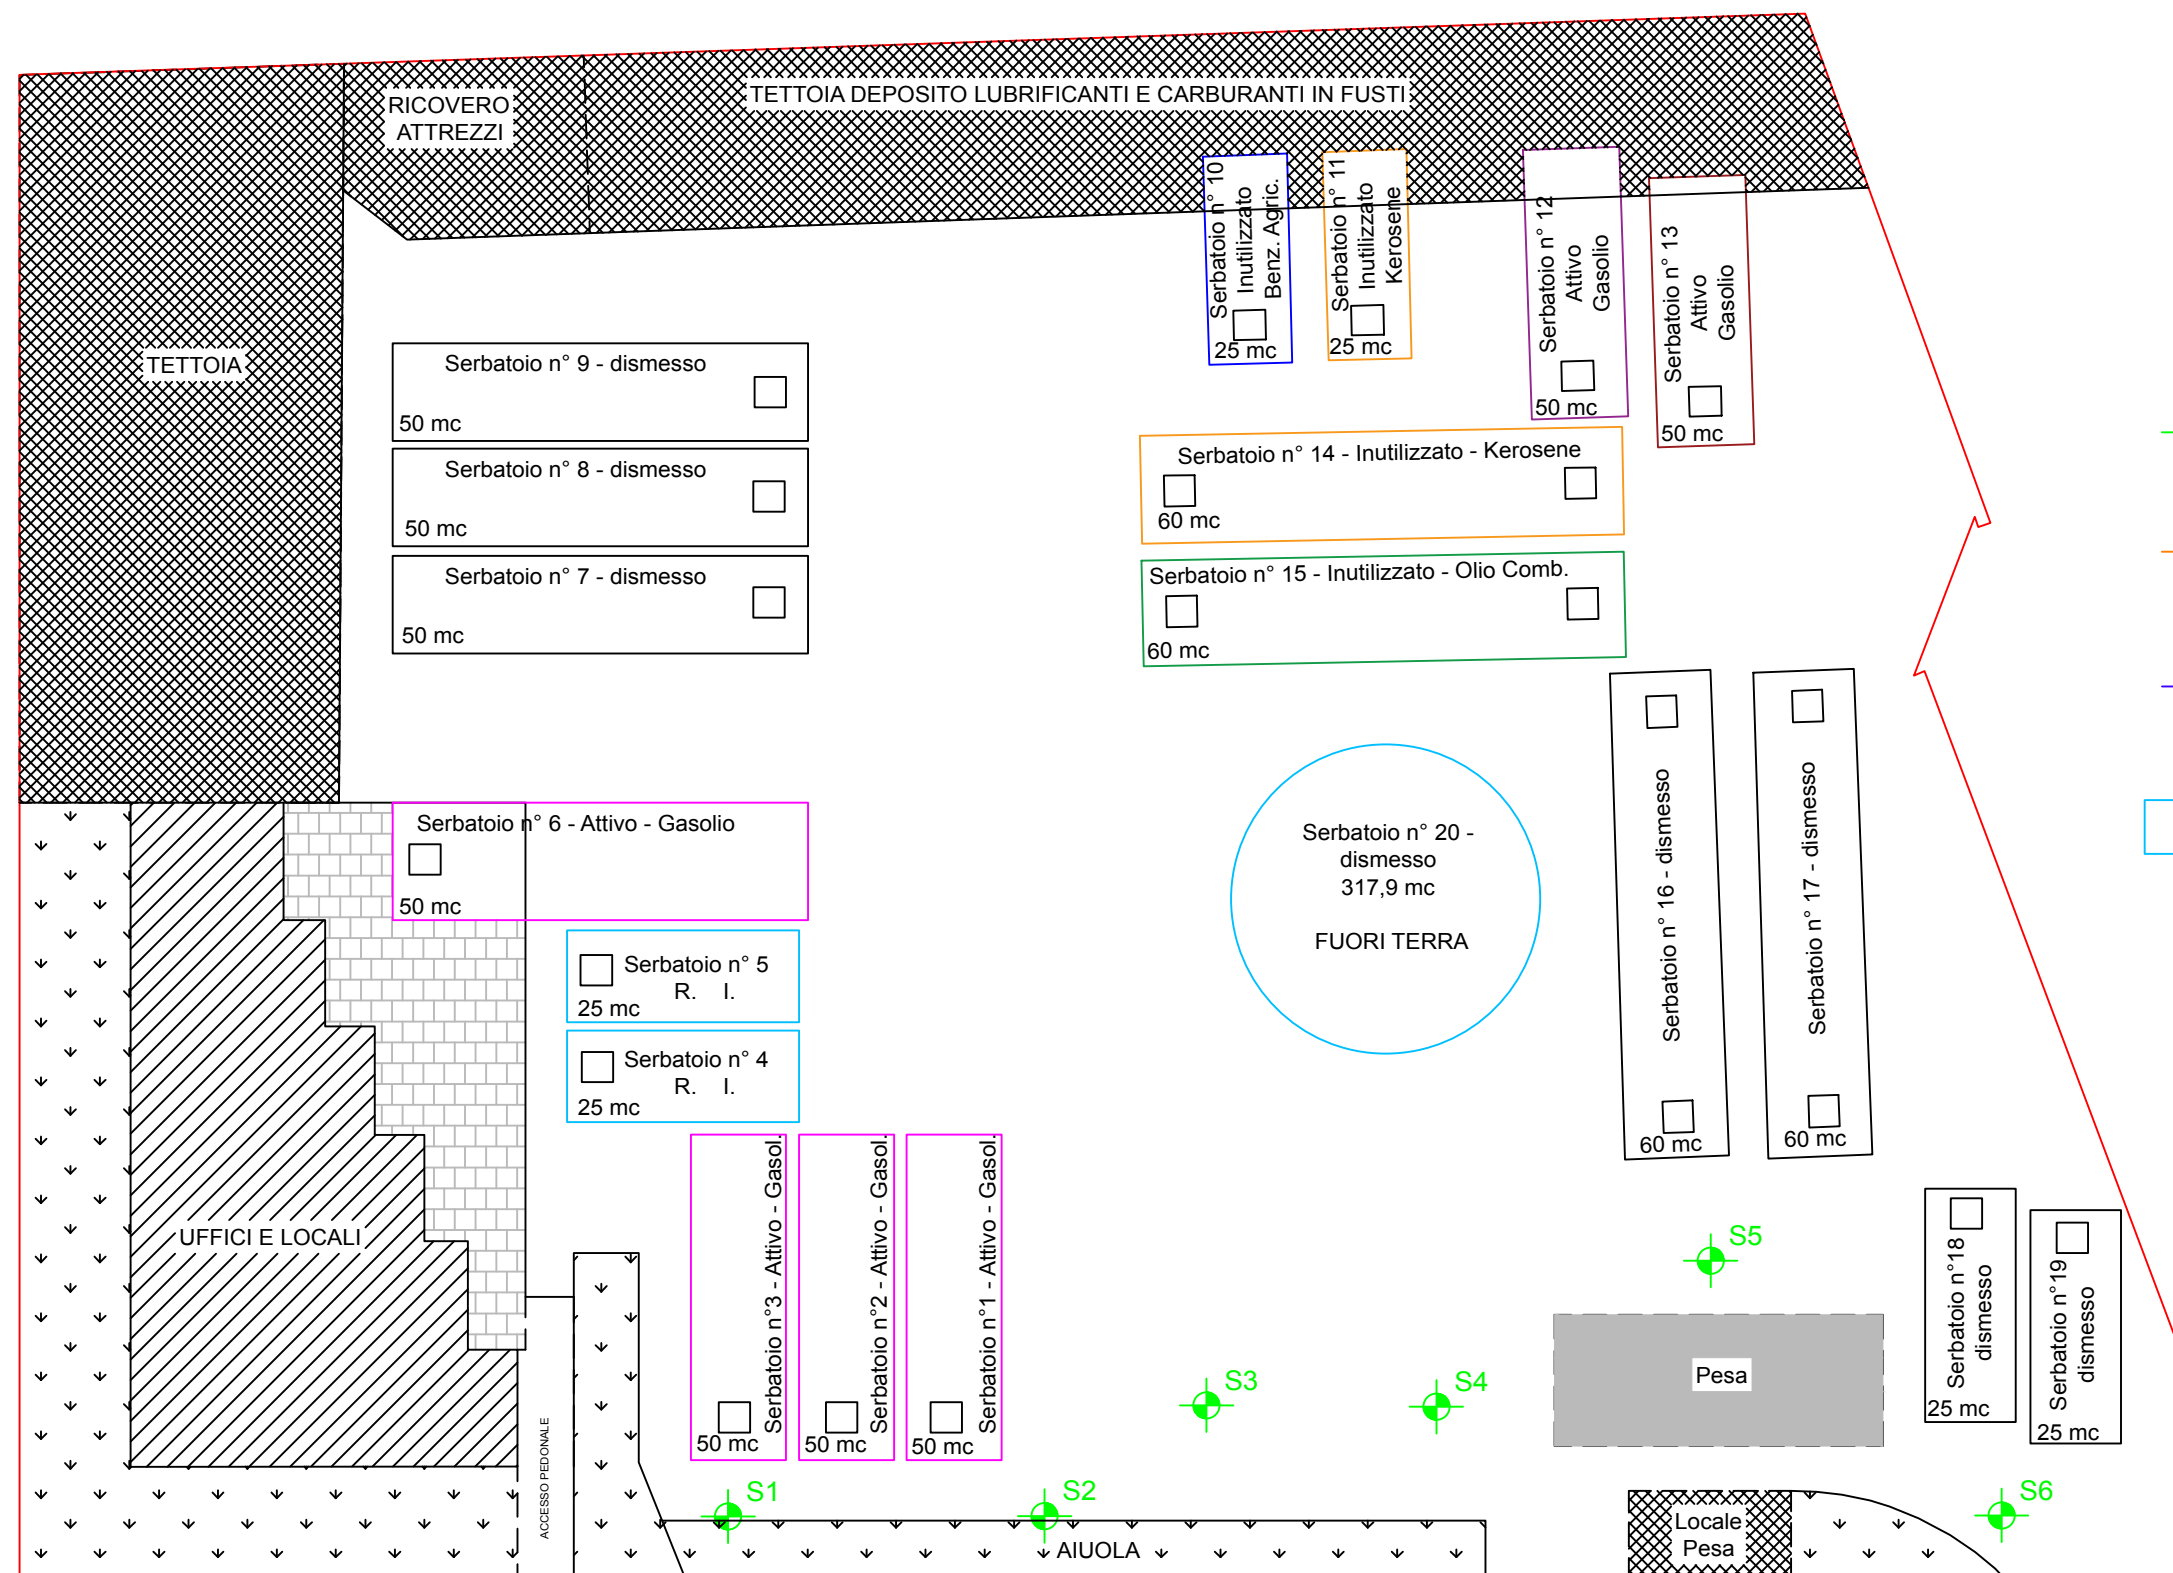 RICOVERO
ATTREZZI
TETTOIA DEPOSITO LUBRIFICANTI E CARBURANTI IN FUSTI
TETTOIA
Serbatoio n° 10
Inutilizzato
Benz. Agric.
25 mc
Serbatoio n° 11
Inutilizzato
Kerosene
25 mc
Serbatoio n° 12
Attivo
Gasolio
50 mc
Serbatoio n° 13
Attivo
Gasolio
50 mc
Serbatoio n° 9 - dismesso
50 mc
Serbatoio n° 8 - dismesso
50 mc
Serbatoio n° 7 - dismesso
50 mc
Serbatoio n° 14 - Inutilizzato - Kerosene
60 mc
Serbatoio n° 15 - Inutilizzato - Olio Comb.
60 mc
Serbatoio n° 6 - Attivo - Gasolio
50 mc
Serbatoio n° 20 -
dismesso
317,9 mc
FUORI TERRA
Serbatoio n° 16 - dismesso
60 mc
Serbatoio n° 17 - dismesso
60 mc
Serbatoio n° 5
R. I.
25 mc
Serbatoio n° 4
R. I.
25 mc
UFFICI E LOCALI
Serbatoio n°3 - Attivo - Gasol.
50 mc
Serbatoio n°2 - Attivo - Gasol.
50 mc
Serbatoio n°1 - Attivo - Gasol.
50 mc
S5
Serbatoio n°18
dismesso
25 mc
Serbatoio n°19
dismesso
25 mc
S3
S4
Pesa
ACCESSO PEDONALE
S1
S2
S6
AIUOLA
Locale
Pesa